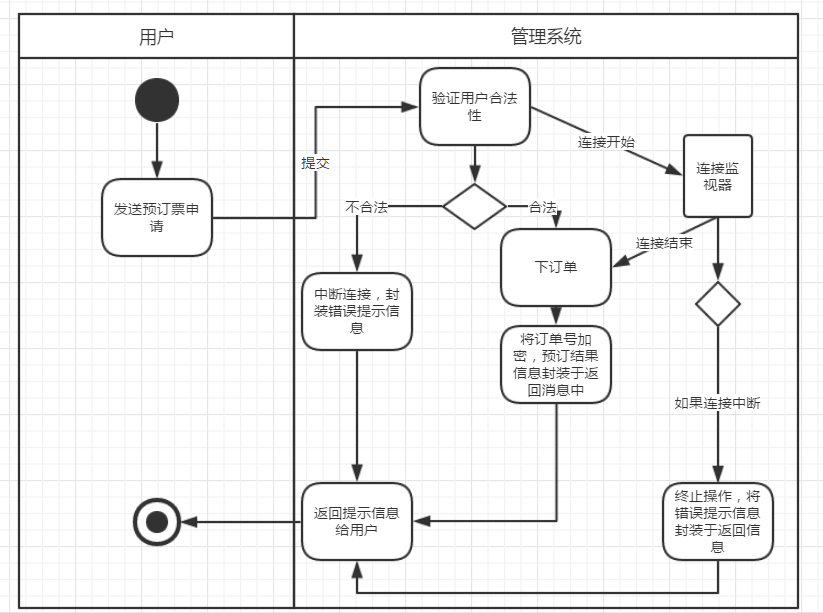 用户
管理系统
验证用户合法
性
连接开始
提交
连接监
视器
发送预订票申
请
不合法
合法
连接结束
下订单
中断连接，封
装错误提示信
息
将订单号加
密，预订结果
信息封装于返
回消息中
如果连接中断
返回提示信息
给用户
终止操作，将
错误提示信息
封装于返回信
息